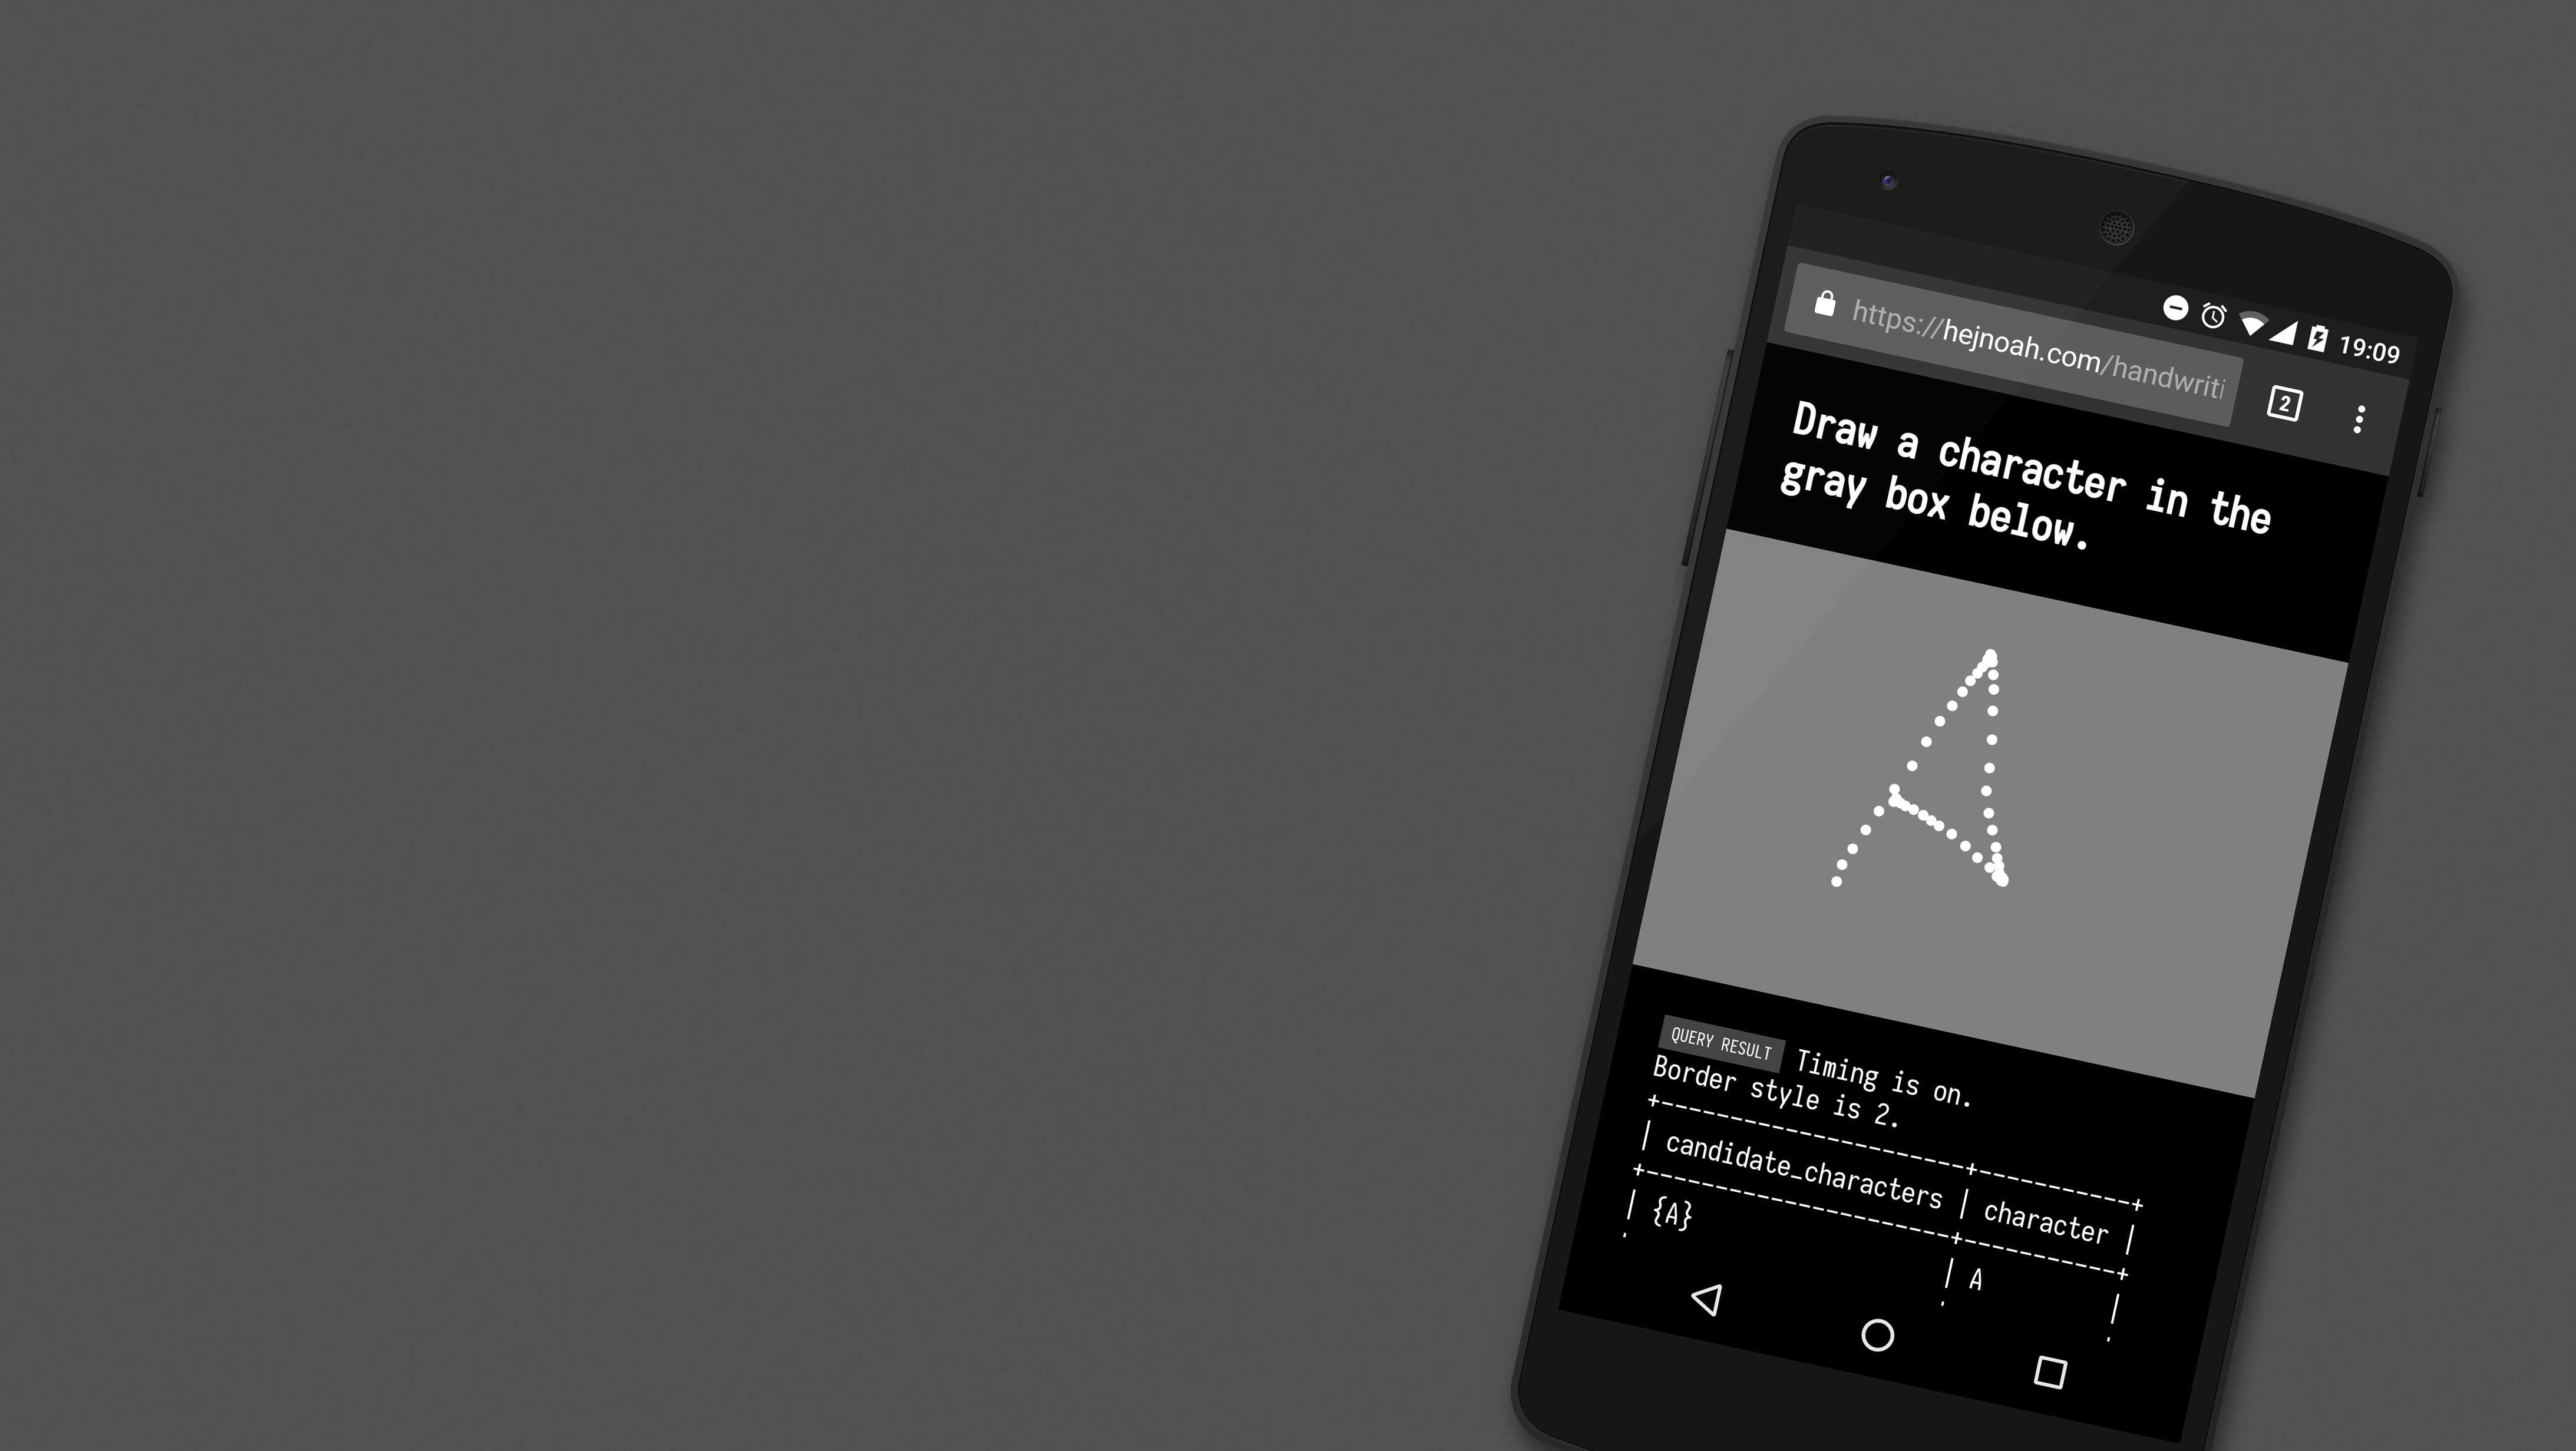 19:09
https://hejnoah.com/handwriti
2
Draw a character in the
gray box below.
QUERY RESULT Timing is on.
Border style is 2.
+----------------------+-----------+
| candidate_characters | character |
+----------------------+-----------+
| {A} | A |